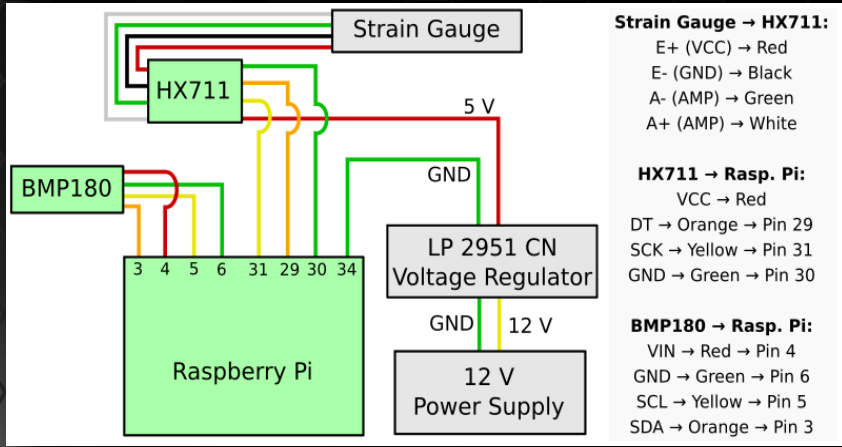 Strain Gauge
HX711
5 V
BMP180
GND
LP 2951 CN
Voltage Regulator
3 4 5 6 31 29 30 34
GND 12 V
Raspberry Pi
12 V
Power Supply
Strain Gauge → HX711:
E+ (VCC) → Red
E- (GND) → Black
A- (AMP) → Green
A+ (AMP) → White
HX711 → Rasp. Pi:
VCC → Red
DT → Orange → Pin 29
SCK → Yellow → Pin 31
GND → Green → Pin 30
BMP180 → Rasp. Pi:
VIN → Red → Pin 4
GND → Green → Pin 6
SCL → Yellow → Pin 5
SDA → Orange → Pin 3